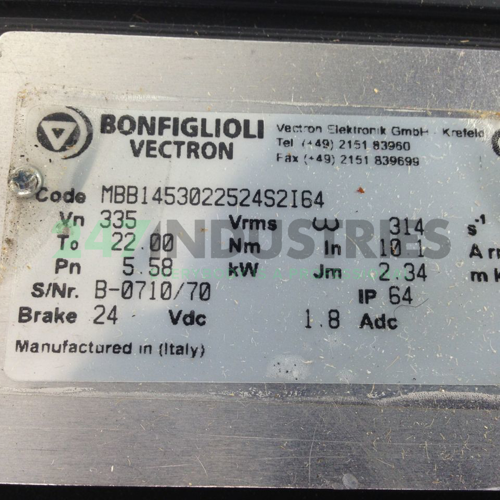 BONFIGLIOLI
VECTRON
Vectron Elektronik GmbH - Krefeld
Tel (+49) 2151 83960
Fax (+49) 2151 839699
Code MBB1453022524S2I64
Vn 335 Vrms ω 314 s-1
To 22.00 Nm In 10.1 A
Pn 5.58 kW Jm 2.34 m
S/Nr. B-0710/70 IP 64
Brake 24 Vdc 1.8 Adc
Manufactured in (Italy)
247INDUSTRIES